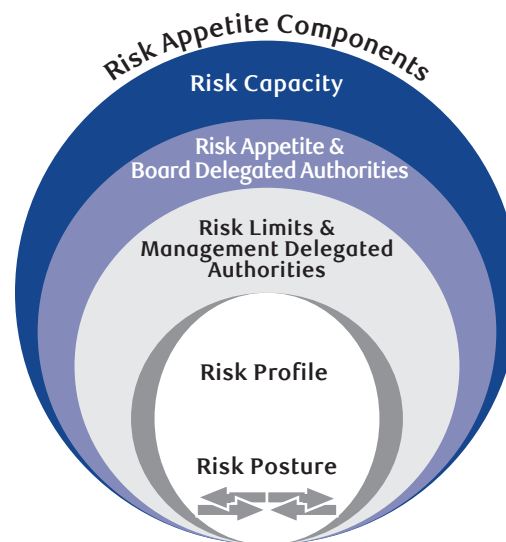 Risk Appetite Components
Risk Capacity
Risk Appetite &
Board Delegated Authorities
Risk Limits &
Management Delegated
Authorities
Risk Profile
Risk Posture